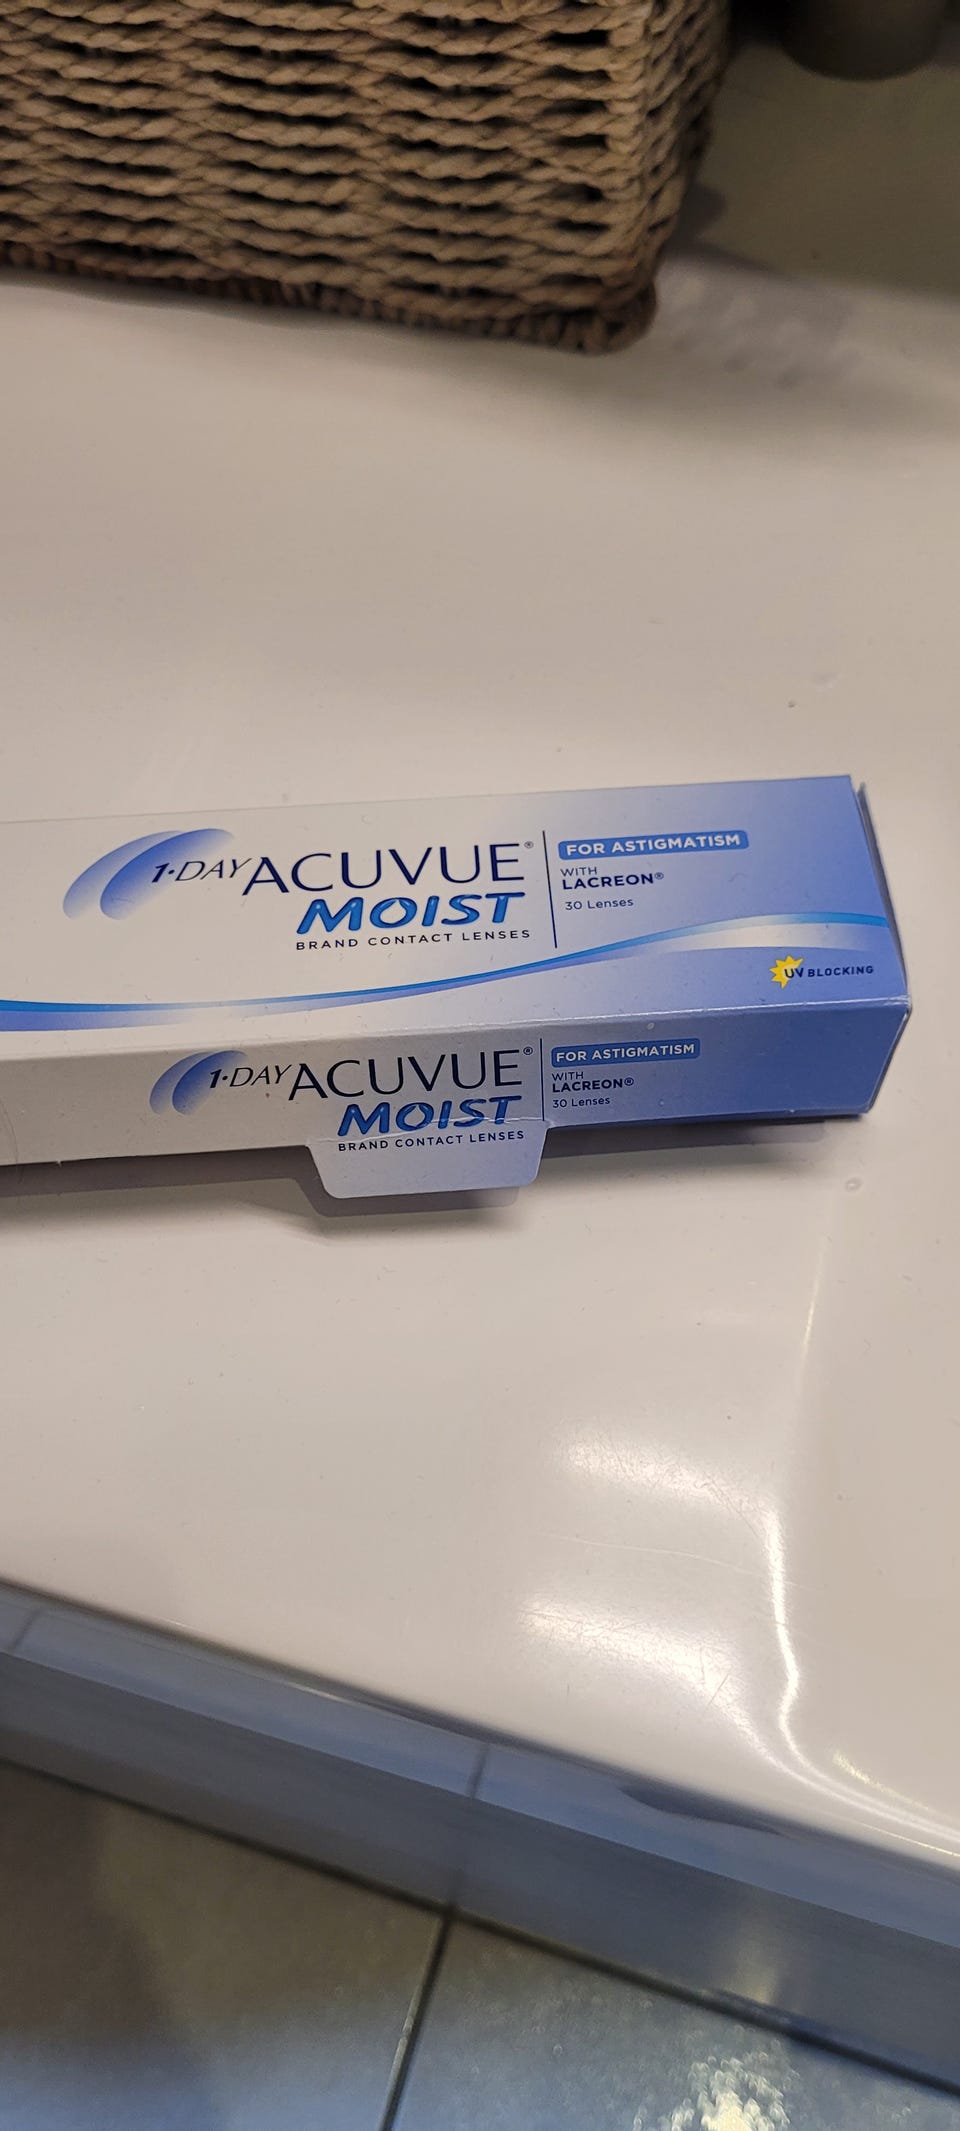 1·DAY ACUVUE®
MOIST
BRAND CONTACT LENSES
FOR ASTIGMATISM
WITH
LACREON®
30 Lenses
UV BLOCKING
1·DAY ACUVUE®
MOIST
BRAND CONTACT LENSES
FOR ASTIGMATISM
WITH
LACREON®
30 Lenses